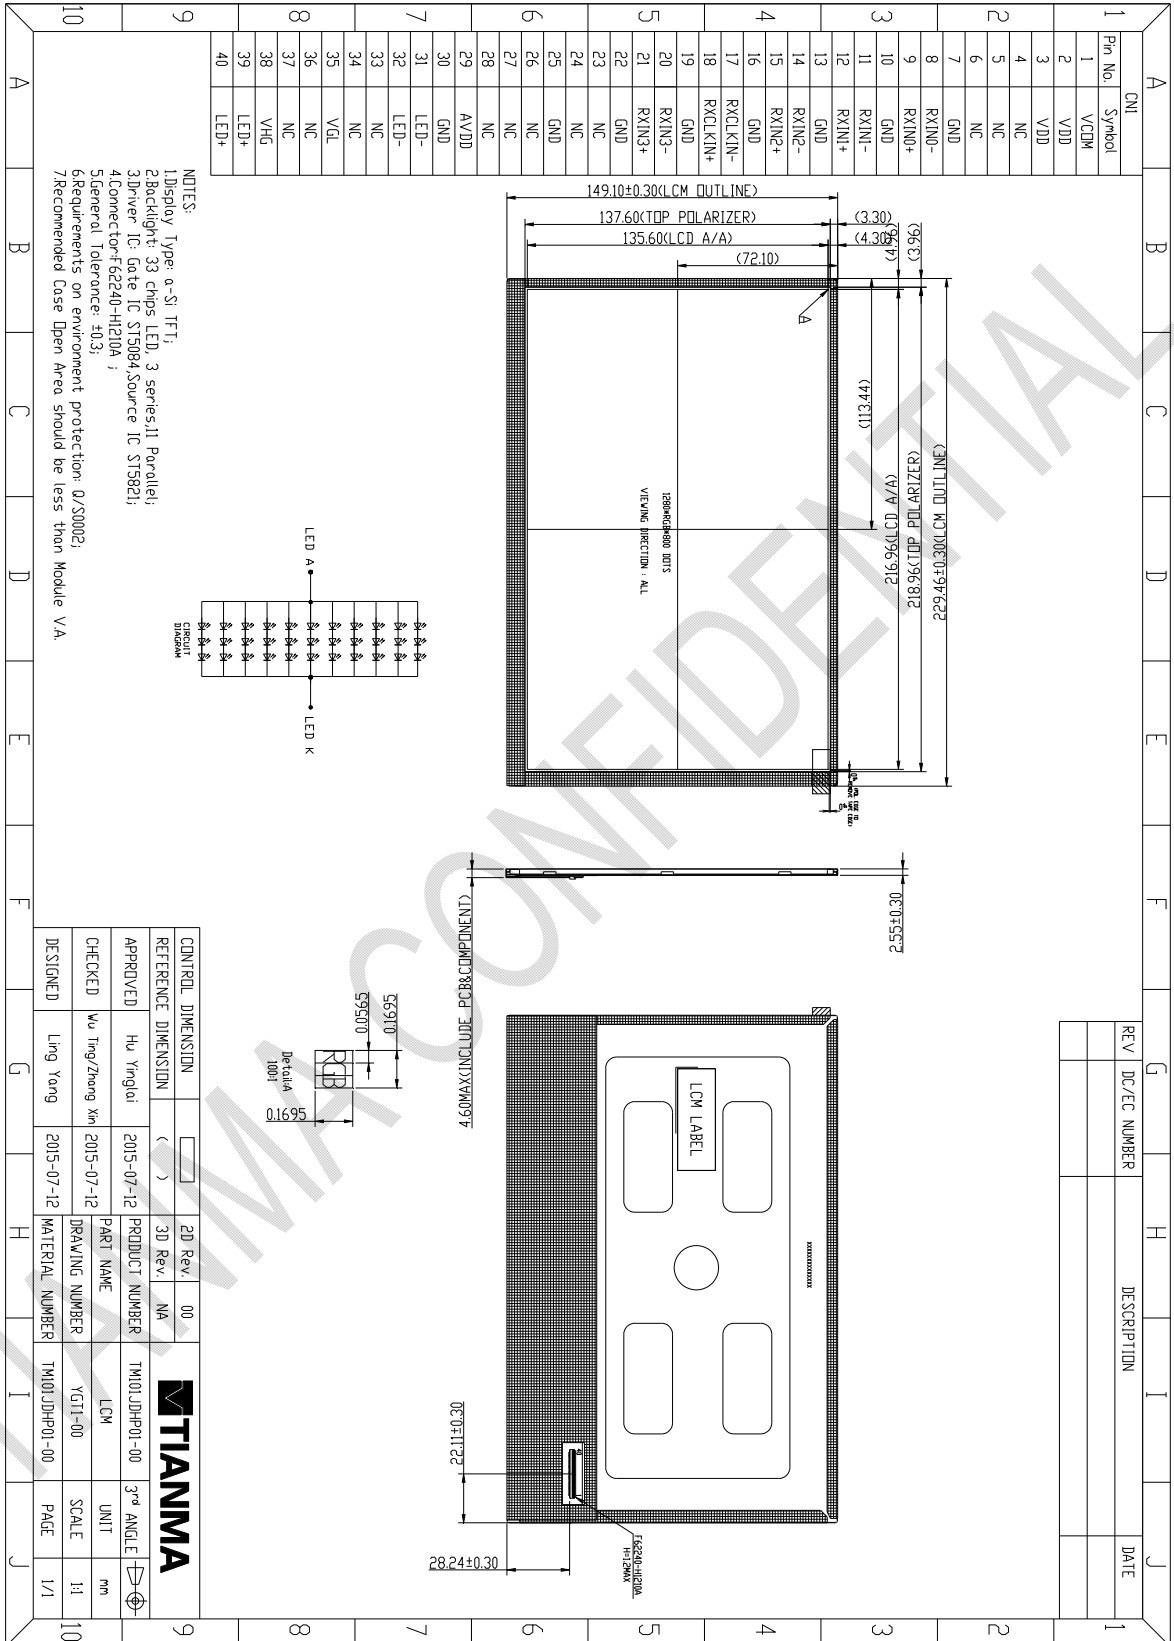 TIANMA CONFIDENTIAL
A B C D E F G H I J
1 2 3 4 5 6 7 8 9 10
CN1
Pin No. Symbol
1 VCOM
2 VDD
3 VDD
4 NC
5 NC
6 NC
7 GND
8 RXIN0-
9 RXIN0+
10 GND
11 RXIN1-
12 RXIN1+
13 GND
14 RXIN2-
15 RXIN2+
16 GND
17 RXCLKIN-
18 RXCLKIN+
19 GND
20 RXIN3-
21 RXIN3+
22 GND
23 NC
24 NC
25 GND
26 NC
27 NC
28 NC
29 AVDD
30 GND
31 LED-
32 LED-
33 NC
34 NC
35 VGL
36 NC
37 NC
38 VHG
39 LED+
40 LED+
229.46±0.30(LCM OUTLINE)
218.96(TOP POLARIZER)
216.96(LCD A/A)
(113.44)
(3.96)
(4.96)
(3.30)
(4.30)
149.10±0.30(LCM OUTLINE)
137.60(TOP POLARIZER)
135.60(LCD A/A)
(72.10)
A
1280*RGB*800 DOTS
VIEWING DIRECTION : ALL
2.55±0.30
4.60MAX(INCLUDE PCB&COMPONENT)
LCM LABEL
XXXXXXXXXXXXXXXX
22.11±0.30
28.24±0.30
F62240-H1210A
H=1.2MAX
0.1695
0.0565
0.1695
RGB
Detail:A
100:1
LED A
LED K
CIRCUIT
DIAGRAM
NOTES:
1.Display Type: a-Si TFT;
2.Backlight: 33 chips LED, 3 series,11 Parallel;
3.Driver IC: Gate IC ST5084,Source IC ST5821;
4.Connector:F62240-H1210A ;
5.General Tolerance: ±0.3;
6.Requirements on environment protection: Q/S0002;
7.Recommended Case Open Area should be less than Module V.A.
REV DC/EC NUMBER DESCRIPTION DATE
CONTROL DIMENSION 2D Rev. 00
REFERENCE DIMENSION ( ) 3D Rev. NA
TIANMA
APPROVED Hu Yinglai 2015-07-12 PRODUCT NUMBER TM101JDHP01-00 3rd ANGLE
CHECKED Wu Ting/Zhang Xin 2015-07-12 PART NAME LCM UNIT mm
DRAWING NUMBER YGT1-00 SCALE 1:1
DESIGNED Ling Yang 2015-07-12 MATERIAL NUMBER TM101JDHP01-00 PAGE 1/1